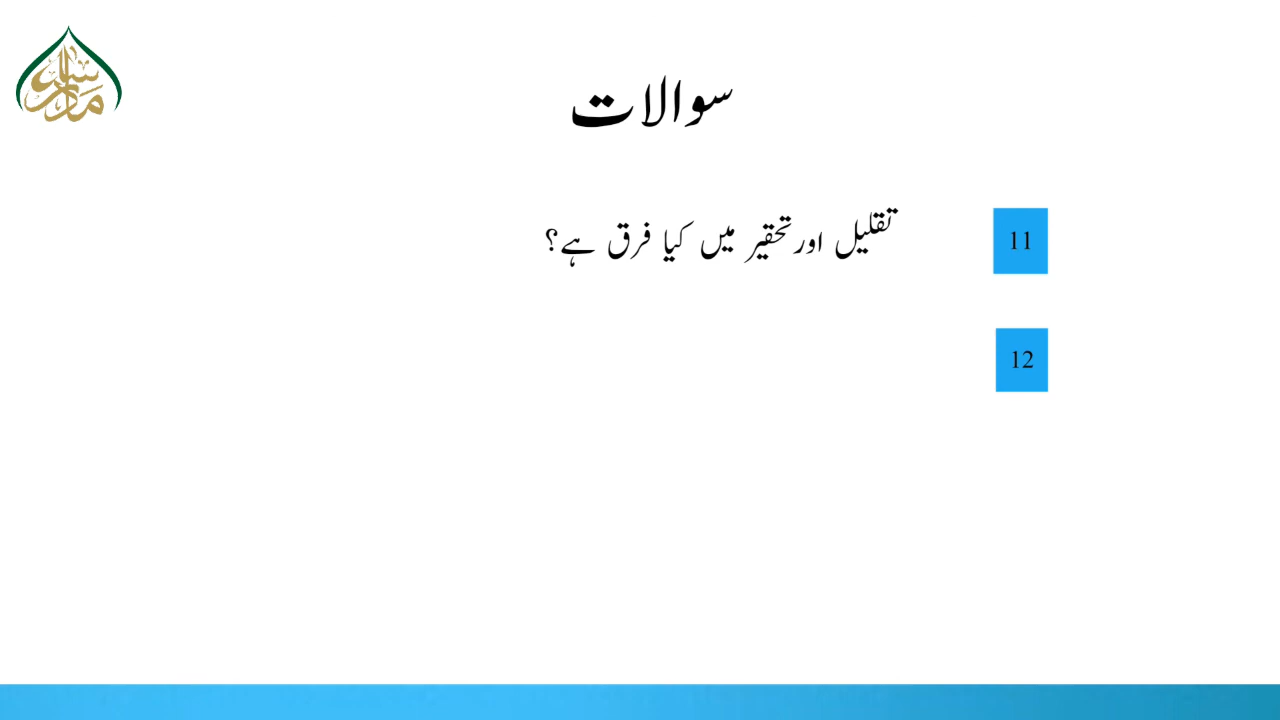 سوالات
11 تقلیل اور تحقیر میں کیا فرق ہے؟
12